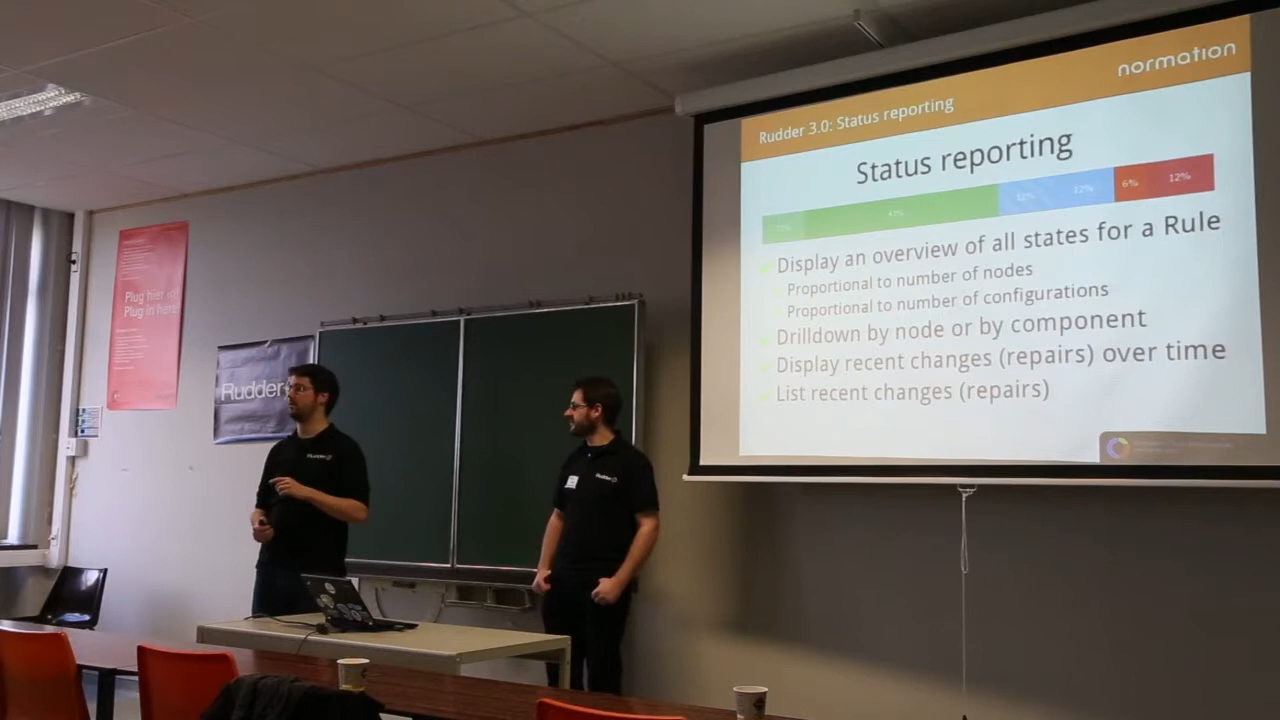 normation
Rudder 3.0: Status reporting
Status reporting
47%
12%
6%
12%
Display an overview of all states for a Rule
Proportional to number of nodes
Proportional to number of configurations
Drilldown by node or by component
Display recent changes (repairs) over time
List recent changes (repairs)
Plug hier in!
Plug in here!
Rudder
Rudder
Rudder